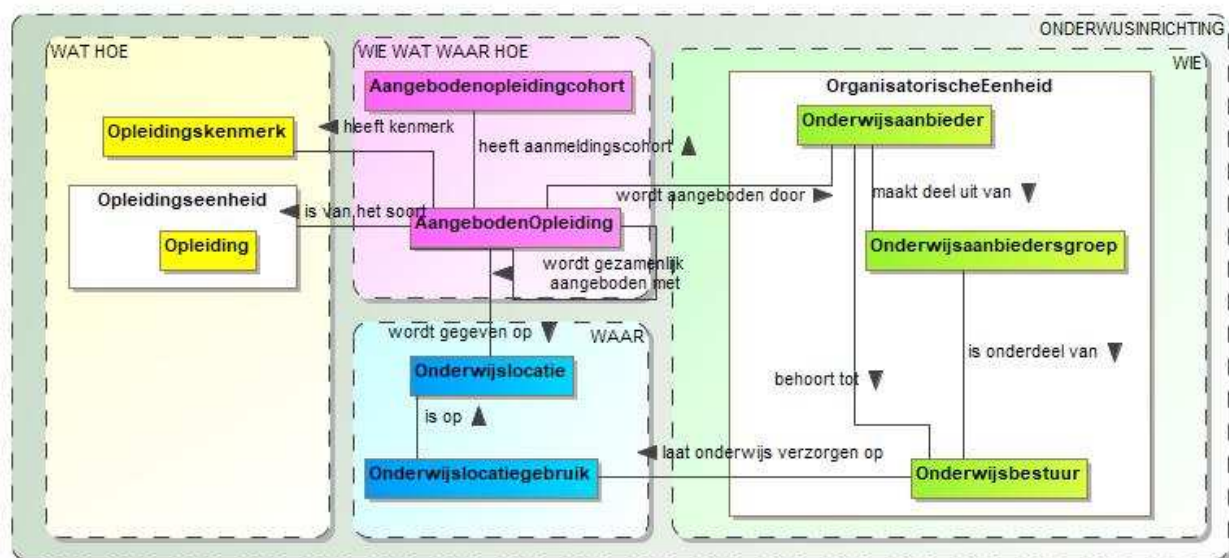 ONDERWIJSINRICHTING
WAT HOE
WIE WAT WAAR HOE
WIE
Aangebodenopleidingcohort
OrganisatorischeEenheid
Onderwijsaanbieder
Opleidingskenmerk
heeft kenmerk
heeft aanmeldingscohort
wordt aangeboden door
maakt deel uit van
Opleidingseenheid
is van het soort
AangebodenOpleiding
Opleiding
Onderwijsaanbiedersgroep
wordt gezamenlijk
aangeboden met
wordt gegeven op
WAAR
Onderwijslocatie
is onderdeel van
behoort tot
is op
laat onderwijs verzorgen op
Onderwijslocatiegebruik
Onderwijsbestuur